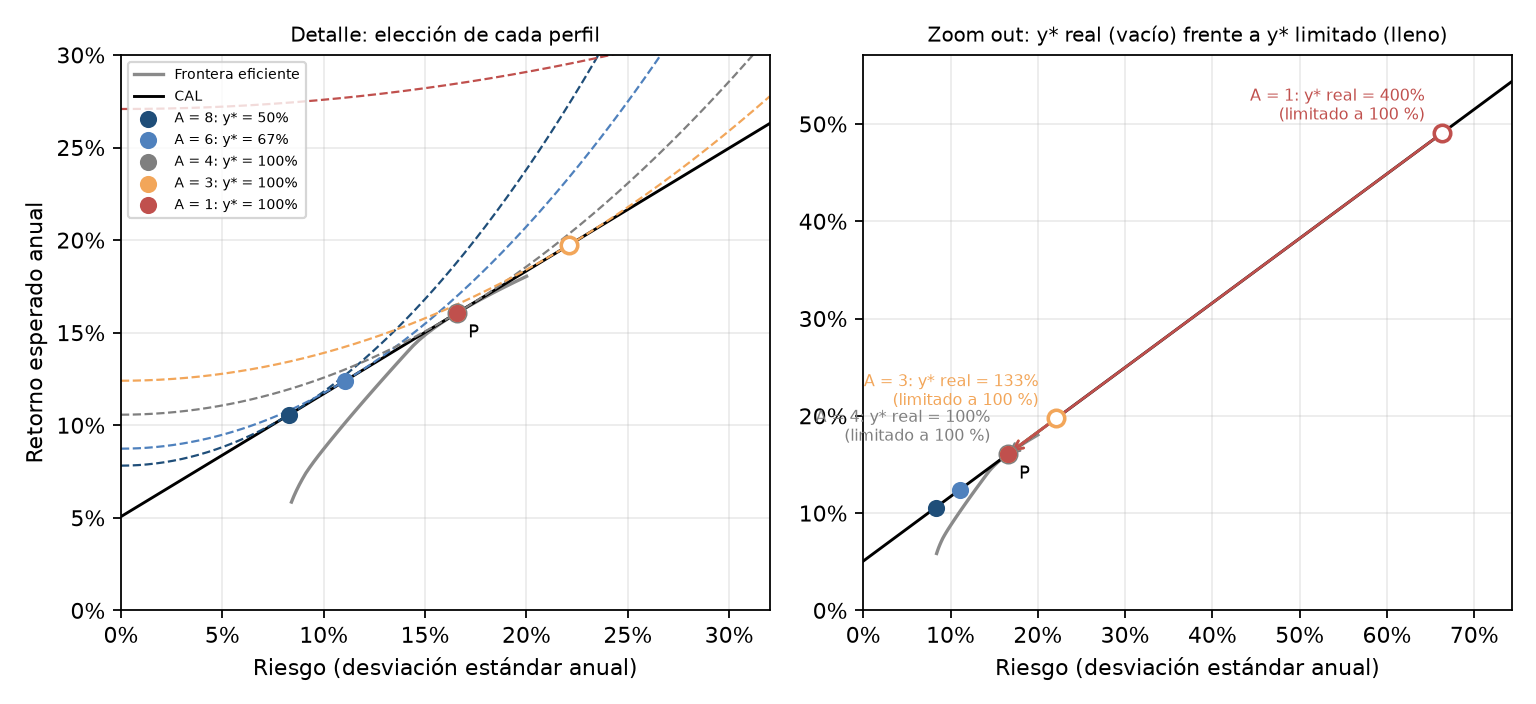 Detalle: elección de cada perfil
30%
25%
20%
15%
10%
5%
0%
Retorno esperado anual
Frontera eficiente
CAL
A = 8: y* = 50%
A = 6: y* = 67%
A = 4: y* = 100%
A = 3: y* = 100%
A = 1: y* = 100%
P
0% 5% 10% 15% 20% 25% 30%
Riesgo (desviación estándar anual)
Zoom out: y* real (vacío) frente a y* limitado (lleno)
50%
40%
30%
20%
10%
0%
A = 1: y* real = 400%
(limitado a 100 %)
A = 3: y* real = 133%
(limitado a 100 %)
A = 4: y* real = 100%
(limitado a 100 %)
P
0% 10% 20% 30% 40% 50% 60% 70%
Riesgo (desviación estándar anual)